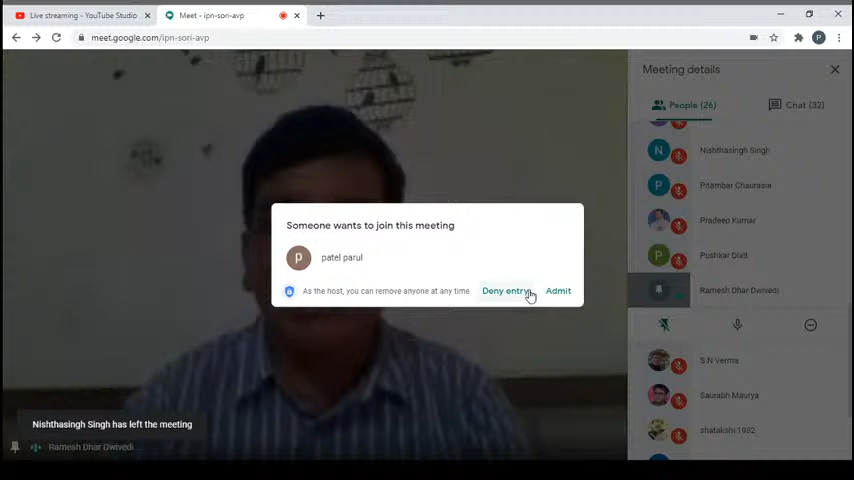 Live streaming - YouTube Studio
Meet - ipn-sori-avp
meet.google.com/ipn-sori-avp
P
Meeting details
People (26)
Chat (32)
N Nishthasingh Singh
P Pitambar Chaurasia
Pradeep Kumar
P Pushkar Dixit
Ramesh Dhar Dwivedi
S.N Verma
Saurabh Maurya
shatakshi 1982
Someone wants to join this meeting
p patel parul
As the host, you can remove anyone at any time
Deny entry
Admit
Nishthasingh Singh has left the meeting
Ramesh Dhar Dwivedi